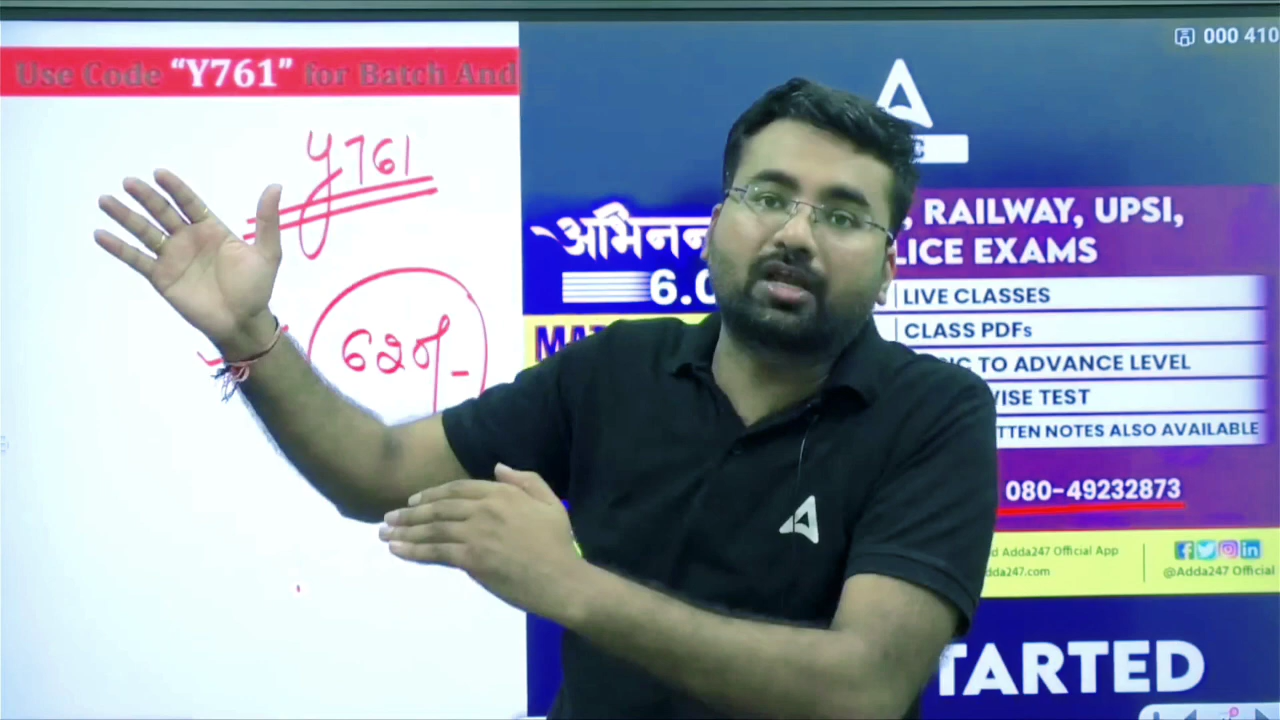 Use Code “Y761” for Batch And
000 410
y761
अभिनन
6.0
, RAILWAY, UPSI,
LICE EXAMS
LIVE CLASSES
CLASS PDFs
IC TO ADVANCE LEVEL
WISE TEST
TTEN NOTES ALSO AVAILABLE
080-49232873
d Adda247 Official App
dda247.com
@Adda247 Official
TARTED